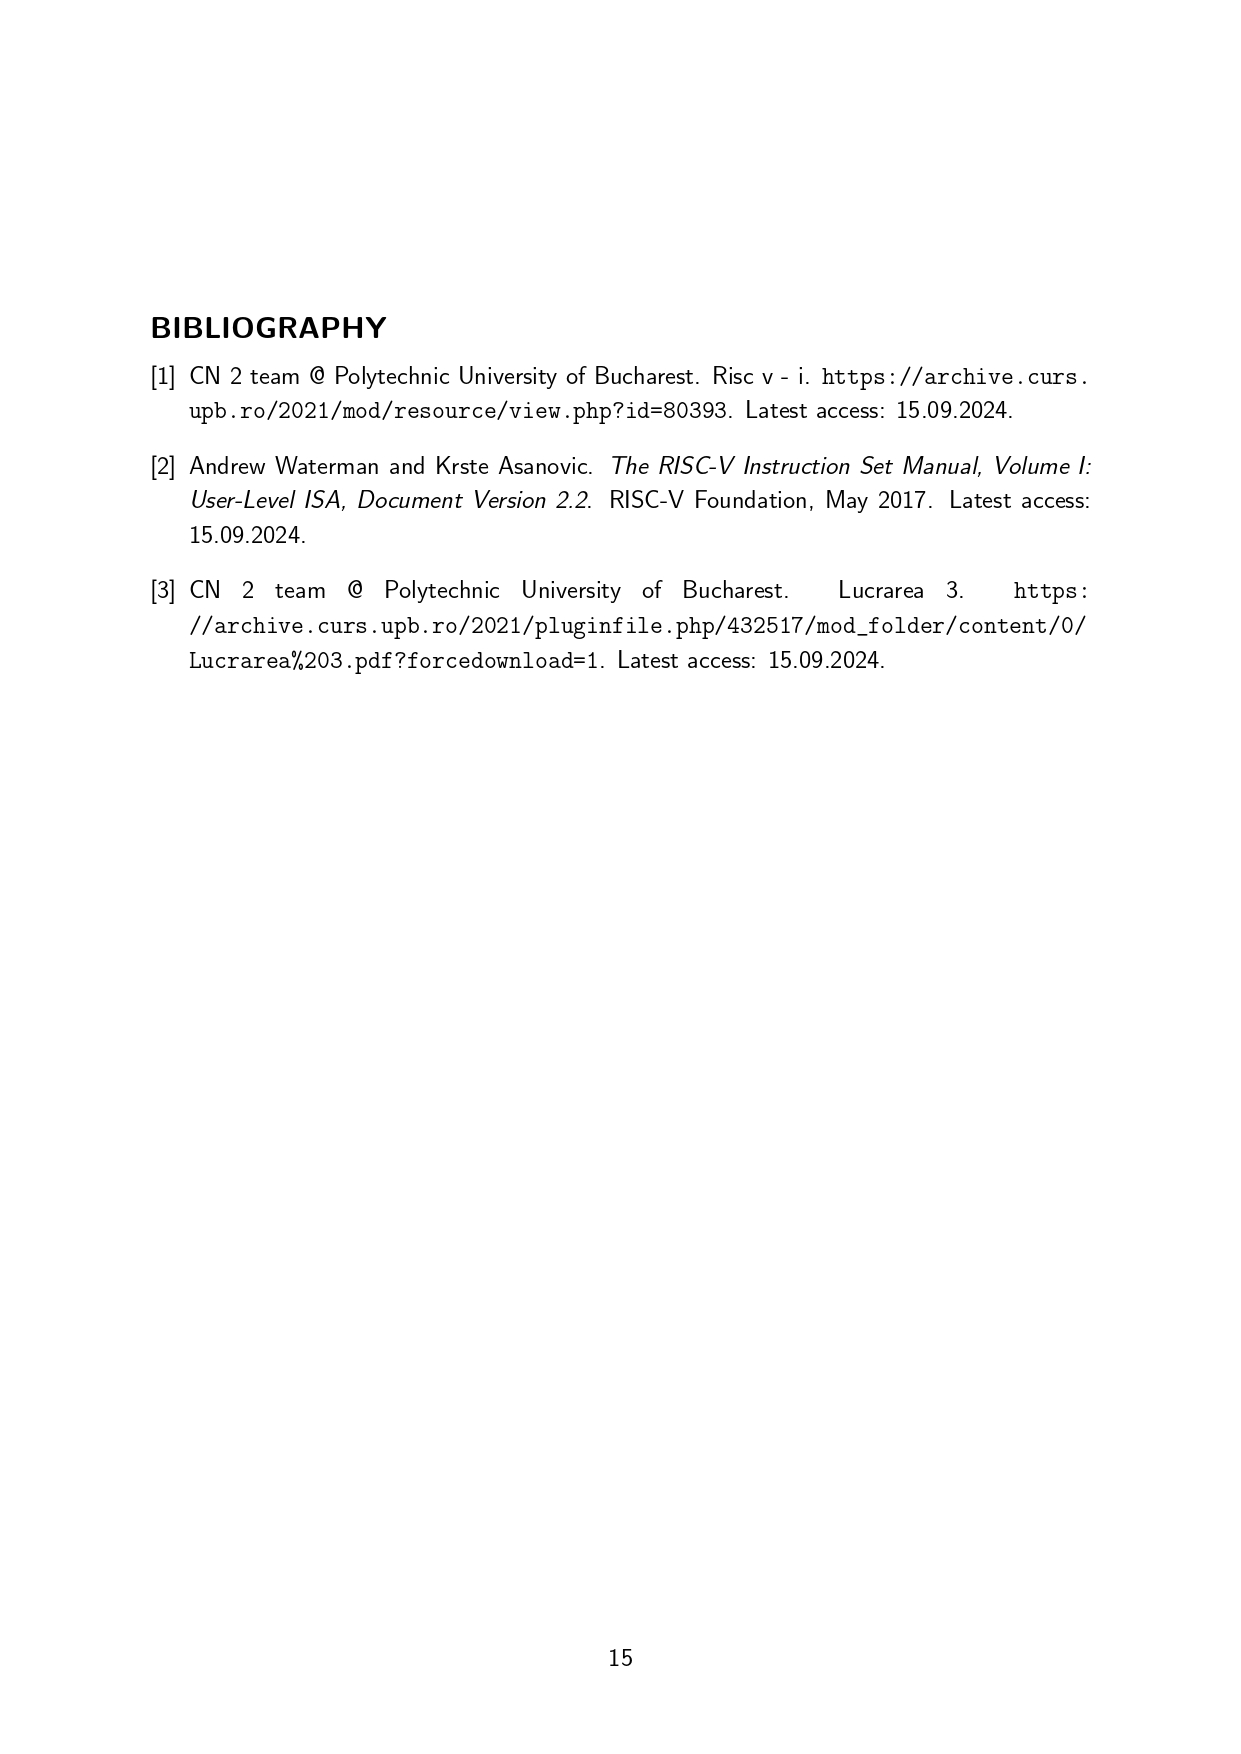 BIBLIOGRAPHY
[1] CN 2 team @ Polytechnic University of Bucharest. Risc v - i. https://archive.curs.
upb.ro/2021/mod/resource/view.php?id=80393. Latest access: 15.09.2024.
[2] Andrew Waterman and Krste Asanovic. The RISC-V Instruction Set Manual, Volume I:
User-Level ISA, Document Version 2.2. RISC-V Foundation, May 2017. Latest access:
15.09.2024.
[3] CN 2 team @ Polytechnic University of Bucharest. Lucrarea 3. https:
//archive.curs.upb.ro/2021/pluginfile.php/432517/mod_folder/content/0/
Lucrarea%203.pdf?forcedownload=1. Latest access: 15.09.2024.
15